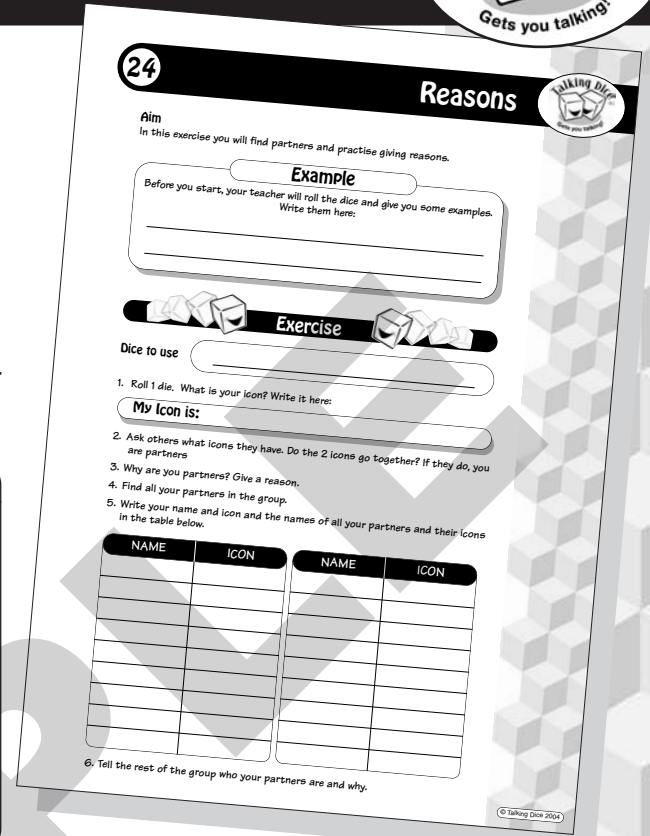 Gets you talking!
24
Reasons
Talking Dice
Gets you talking!
Aim
In this exercise you will find partners and practise giving reasons.
Example
Before you start, your teacher will roll the dice and give you some examples.
Write them here:
Exercise
Dice to use
1. Roll 1 die. What is your icon? Write it here:
My Icon is:
2. Ask others what icons they have. Do the 2 icons go together? If they do, you
are partners
3. Why are you partners? Give a reason.
4. Find all your partners in the group.
5. Write your name and icon and the names of all your partners and their icons
in the table below.
NAME ICON NAME ICON
6. Tell the rest of the group who your partners are and why.
© Talking Dice 2004
PLE